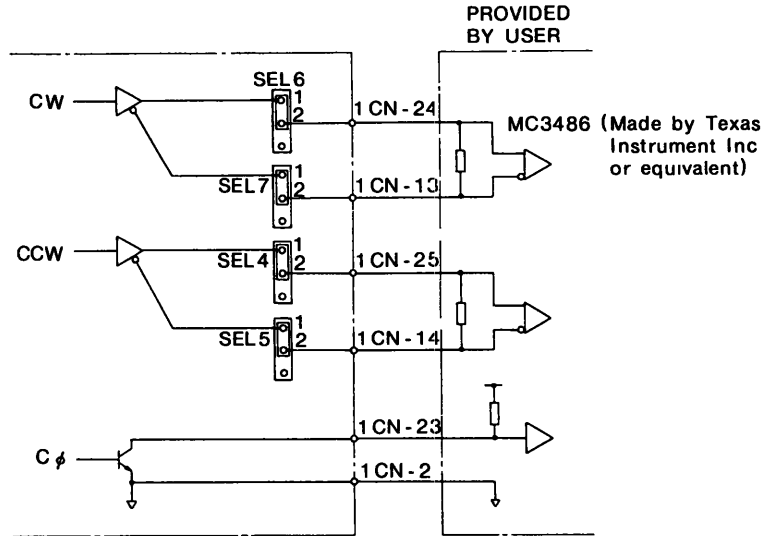 PROVIDED
BY USER
SEL6
CW
1
2
1CN-24
MC3486 (Made by Texas
Instrument Inc
or equivalent)
SEL7
1
2
1CN-13
CCW
SEL4
1
2
1CN-25
SEL5
1
2
1CN-14
1CN-23
Cφ
1CN-2